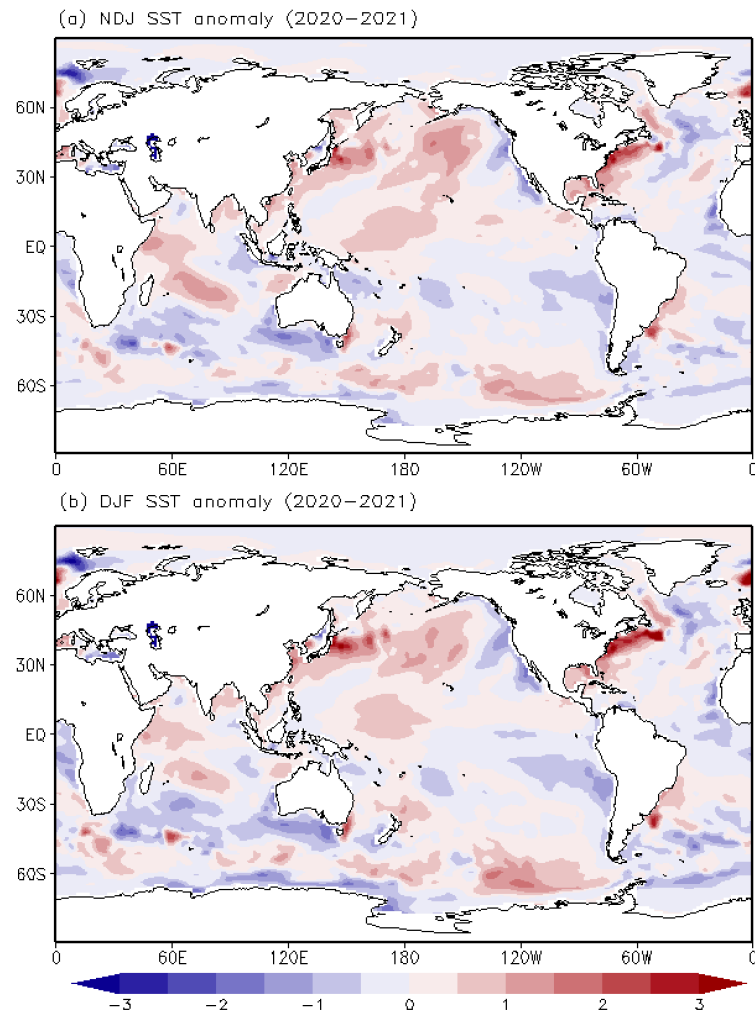 (a) NDJ SST anomaly (2020−2021)
60N
30N
EQ
30S
60S
0 60E 120E 180 120W 60W 0
(b) DJF SST anomaly (2020−2021)
60N
30N
EQ
30S
60S
0 60E 120E 180 120W 60W 0
−3 −2 −1 0 1 2 3